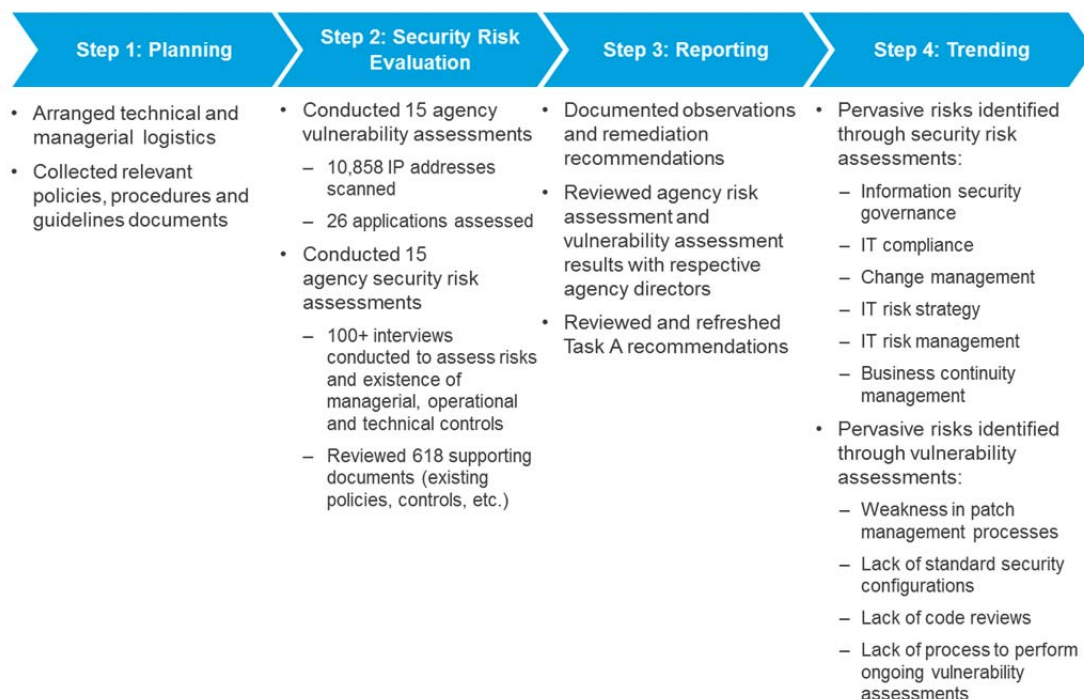 Step 1: Planning
• Arranged technical and
managerial logistics
• Collected relevant
policies, procedures and
guidelines documents
Step 2: Security Risk
Evaluation
• Conducted 15 agency
vulnerability assessments
– 10,858 IP addresses
scanned
– 26 applications assessed
• Conducted 15
agency security risk
assessments
– 100+ interviews
conducted to assess risks
and existence of
managerial, operational
and technical controls
– Reviewed 618 supporting
documents (existing
policies, controls, etc.)
Step 3: Reporting
• Documented observations
and remediation
recommendations
• Reviewed agency risk
assessment and
vulnerability assessment
results with respective
agency directors
• Reviewed and refreshed
Task A recommendations
Step 4: Trending
• Pervasive risks identified
through security risk
assessments:
– Information security
governance
– IT compliance
– Change management
– IT risk strategy
– IT risk management
– Business continuity
management
• Pervasive risks identified
through vulnerability
assessments:
– Weakness in patch
management processes
– Lack of standard security
configurations
– Lack of code reviews
– Lack of process to perform
ongoing vulnerability
assessments